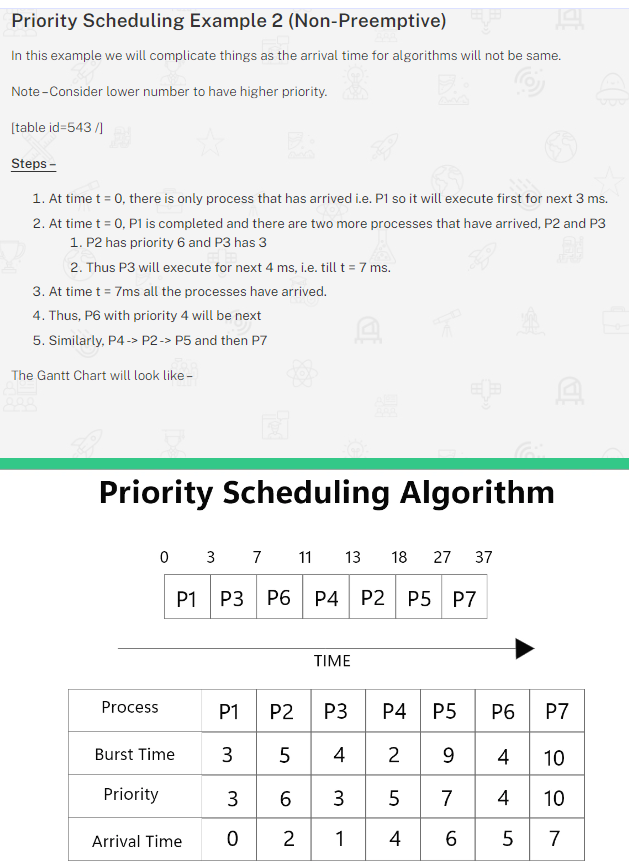 Priority Scheduling Example 2 (Non-Preemptive)
In this example we will complicate things as the arrival time for algorithms will not be same.
Note – Consider lower number to have higher priority.
[table id=543 /]
Steps –
1. At time t = 0, there is only process that has arrived i.e. P1 so it will execute first for next 3 ms.
2. At time t = 0, P1 is completed and there are two more processes that have arrived, P2 and P3
1. P2 has priority 6 and P3 has 3
2. Thus P3 will execute for next 4 ms, i.e. till t = 7 ms.
3. At time t = 7ms all the processes have arrived.
4. Thus, P6 with priority 4 will be next
5. Similarly, P4 -> P2 -> P5 and then P7
The Gantt Chart will look like –
Priority Scheduling Algorithm
0 3 7 11 13 18 27 37
P1 P3 P6 P4 P2 P5 P7
TIME
Process P1 P2 P3 P4 P5 P6 P7
Burst Time 3 5 4 2 9 4 10
Priority 3 6 3 5 7 4 10
Arrival Time 0 2 1 4 6 5 7